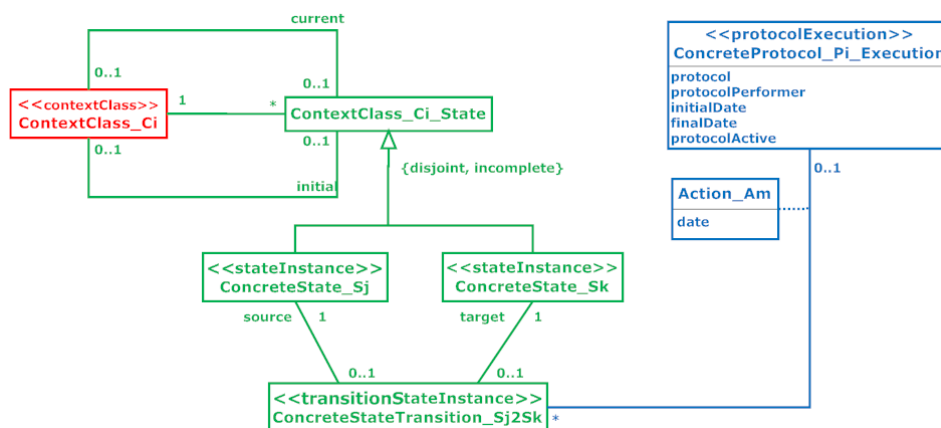 current
0..1
0..1
<<contextClass>>
ContextClass_Ci
1
*
ContextClass_Ci_State
0..1
0..1
initial
{disjoint, incomplete}
<<protocolExecution>>
ConcreteProtocol_Pi_Execution
protocol
protocolPerformer
initialDate
finalDate
protocolActive
0..1
Action_Am
date
<<stateInstance>>
ConcreteState_Sj
<<stateInstance>>
ConcreteState_Sk
source
1
target
1
0..1
0..1
<<transitionStateInstance>>
ConcreteStateTransition_Sj2Sk
*